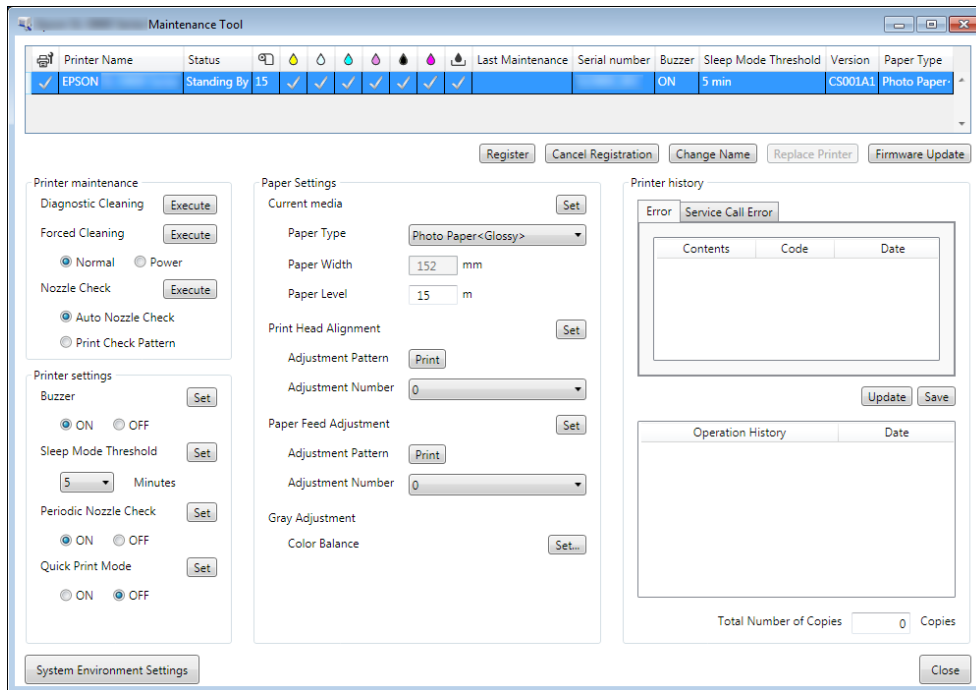 Maintenance Tool
Printer Name Status Last Maintenance Serial number Buzzer Sleep Mode Threshold Version Paper Type
EPSON Standing By 15 ON 5 min CS001A1 Photo Paper
Register Cancel Registration Change Name Replace Printer Firmware Update
Printer maintenance
Diagnostic Cleaning Execute
Forced Cleaning Execute
Normal Power
Nozzle Check Execute
Auto Nozzle Check
Print Check Pattern
Printer settings
Buzzer Set
ON OFF
Sleep Mode Threshold Set
5 Minutes
Periodic Nozzle Check Set
ON OFF
Quick Print Mode Set
ON OFF
Paper Settings
Current media Set
Paper Type Photo Paper<Glossy>
Paper Width 152 mm
Paper Level 15 m
Print Head Alignment Set
Adjustment Pattern Print
Adjustment Number 0
Paper Feed Adjustment Set
Adjustment Pattern Print
Adjustment Number 0
Gray Adjustment
Color Balance Set...
Printer history
Error Service Call Error
Contents Code Date
Update Save
Operation History Date
Total Number of Copies 0 Copies
System Environment Settings Close